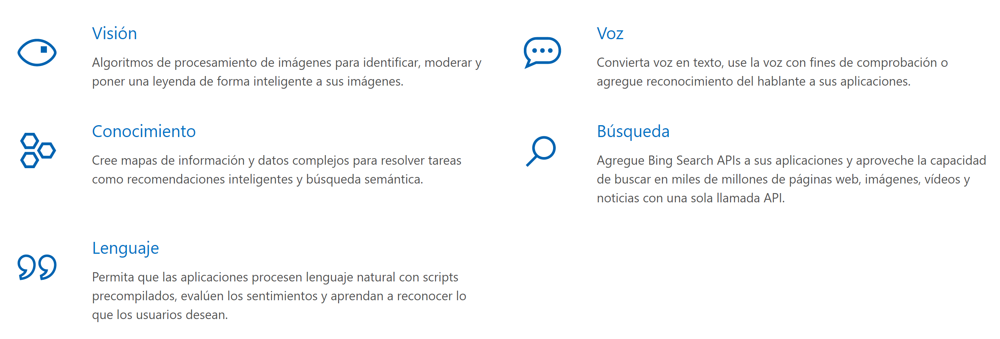 Visión
Algoritmos de procesamiento de imágenes para identificar, moderar y
poner una leyenda de forma inteligente a sus imágenes.
Voz
Convierta voz en texto, use la voz con fines de comprobación o
agregue reconocimiento del hablante a sus aplicaciones.
Conocimiento
Cree mapas de información y datos complejos para resolver tareas
como recomendaciones inteligentes y búsqueda semántica.
Búsqueda
Agregue Bing Search APIs a sus aplicaciones y aproveche la capacidad
de buscar en miles de millones de páginas web, imágenes, vídeos y
noticias con una sola llamada API.
Lenguaje
Permita que las aplicaciones procesen lenguaje natural con scripts
precompilados, evalúen los sentimientos y aprendan a reconocer lo
que los usuarios desean.